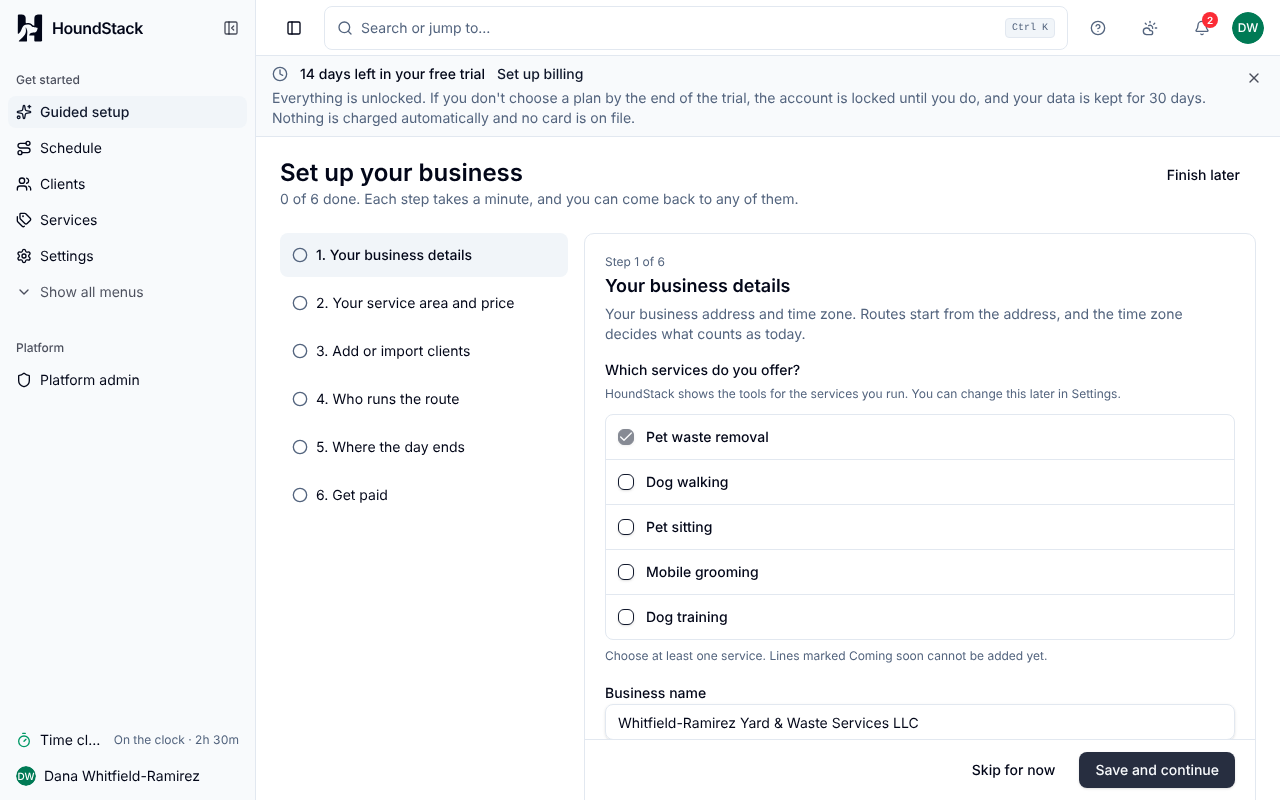 HoundStack
Search or jump to...
Ctrl K
2
DW
14 days left in your free trial Set up billing
Everything is unlocked. If you don't choose a plan by the end of the trial, the account is locked until you do, and your data is kept for 30 days.
Nothing is charged automatically and no card is on file.
Get started
Guided setup
Schedule
Clients
Services
Settings
Show all menus
Platform
Platform admin
Time cl... On the clock · 2h 30m
DW Dana Whitfield-Ramirez
Set up your business
Finish later
0 of 6 done. Each step takes a minute, and you can come back to any of them.
1. Your business details
2. Your service area and price
3. Add or import clients
4. Who runs the route
5. Where the day ends
6. Get paid
Step 1 of 6
Your business details
Your business address and time zone. Routes start from the address, and the time zone
decides what counts as today.
Which services do you offer?
HoundStack shows the tools for the services you run. You can change this later in Settings.
Pet waste removal
Dog walking
Pet sitting
Mobile grooming
Dog training
Choose at least one service. Lines marked Coming soon cannot be added yet.
Business name
Whitfield-Ramirez Yard & Waste Services LLC
Skip for now
Save and continue